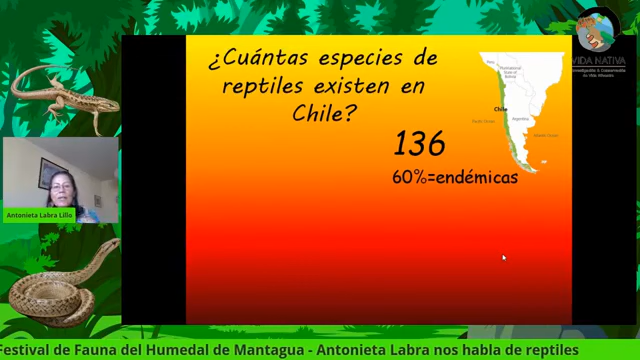 ¿Cuántas especies de
reptiles existen en
Chile?
136
60%=endémicas
Chile
Argentina
VIDA NATIVA
Antonieta Labra Lillo
Festival de Fauna del Humedal de Mantagua - Antonieta Labra nos habla de reptiles